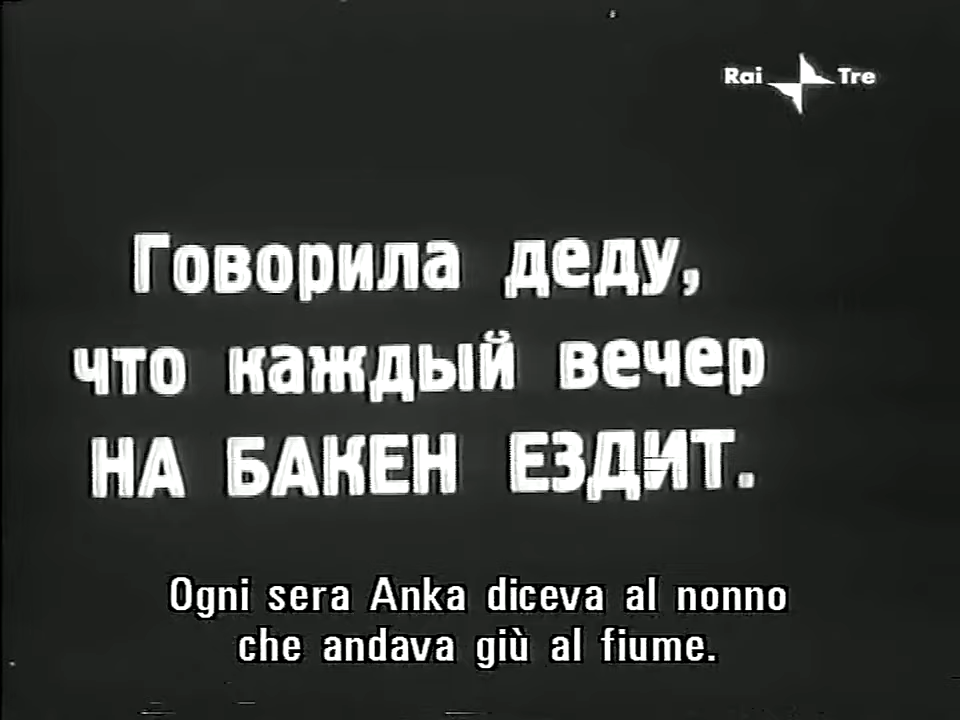 Rai Tre
Говорила деду,
что каждый вечер
НА БАКЕН ЕЗДИТ.
Ogni sera Anka diceva al nonno
che andava giù al fiume.